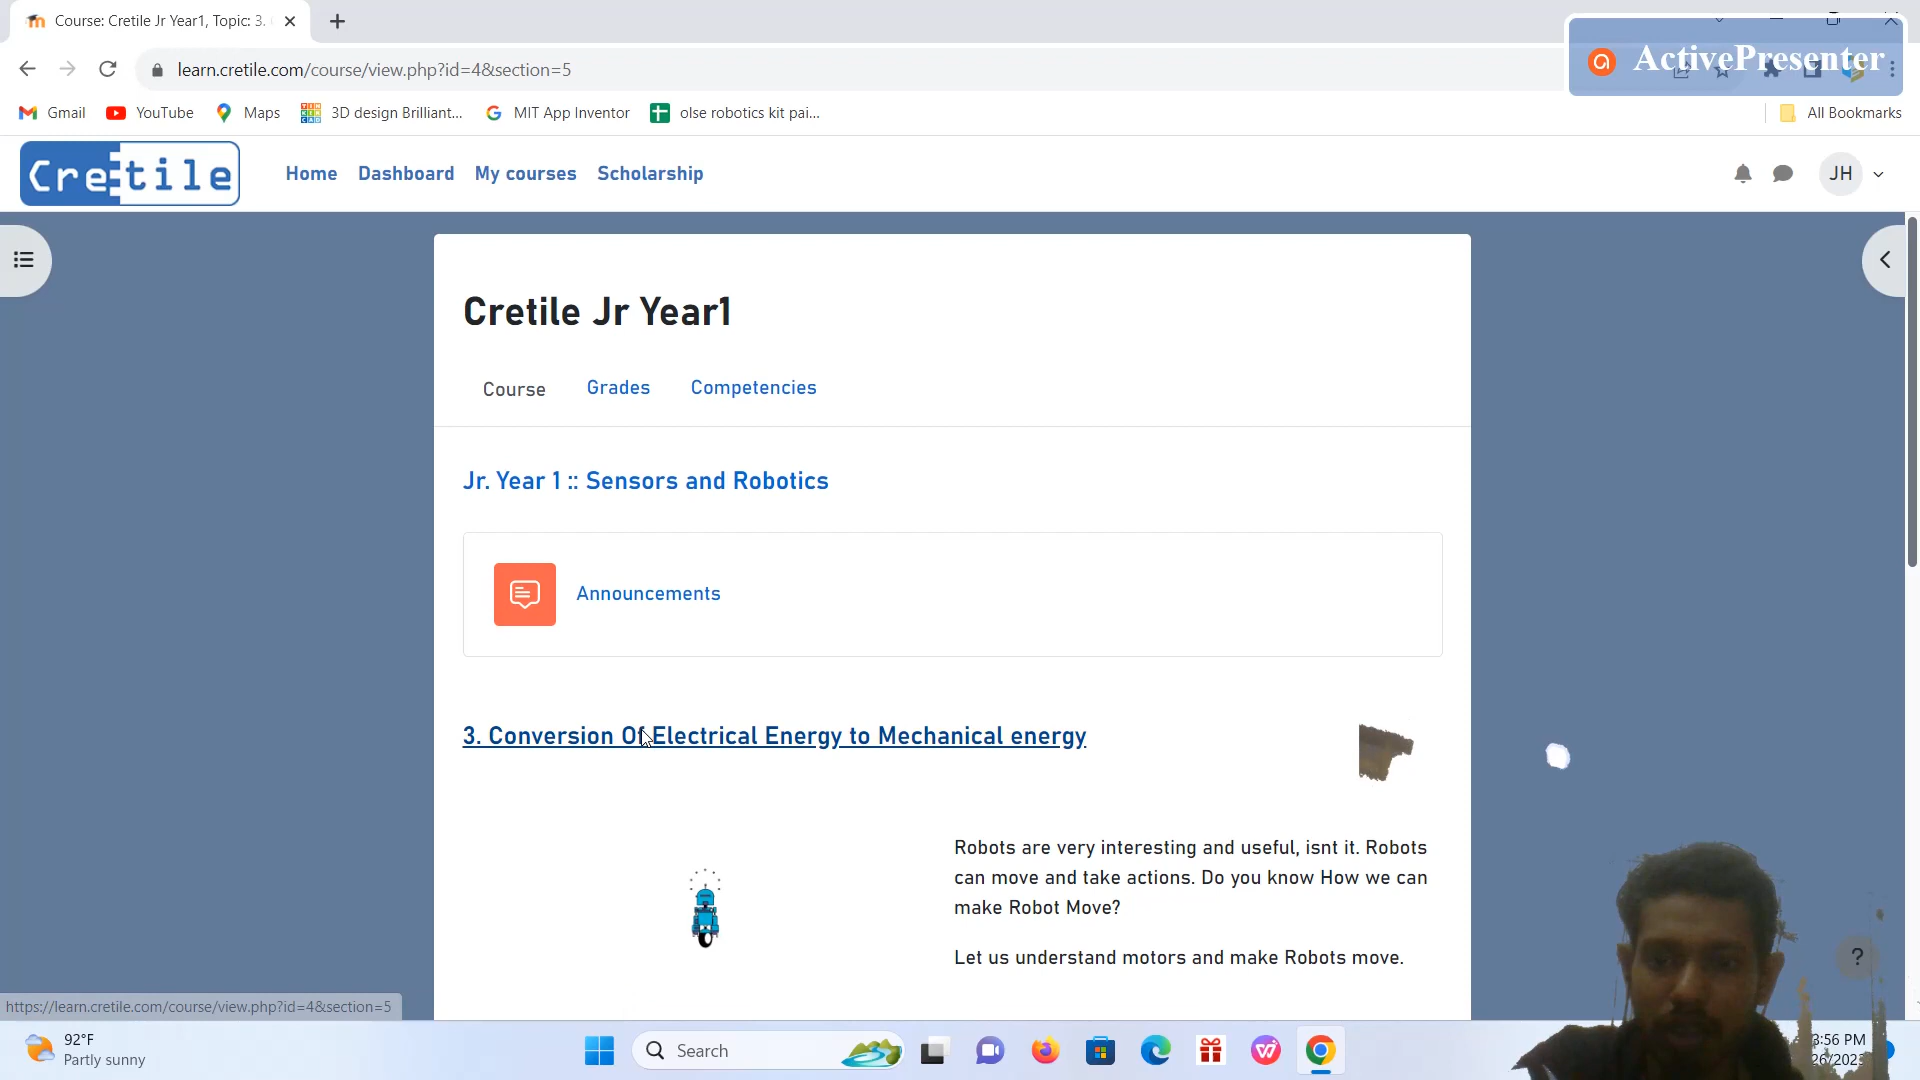 Course: Cretile Jr Year1, Topic: 3.
ActivePresenter
learn.cretile.com/course/view.php?id=4&section=5
Gmail YouTube Maps 3D design Brilliant... MIT App Inventor olse robotics kit pai... All Bookmarks
Cretile Home Dashboard My courses Scholarship JH
Cretile Jr Year1
Course Grades Competencies
Jr. Year 1 :: Sensors and Robotics
Announcements
3. Conversion Of Electrical Energy to Mechanical energy
Robots are very interesting and useful, isnt it. Robots
can move and take actions. Do you know How we can
make Robot Move?
Let us understand motors and make Robots move.
?
https://learn.cretile.com/course/view.php?id=4&section=5
92°F
Partly sunny
Search
3:56 PM